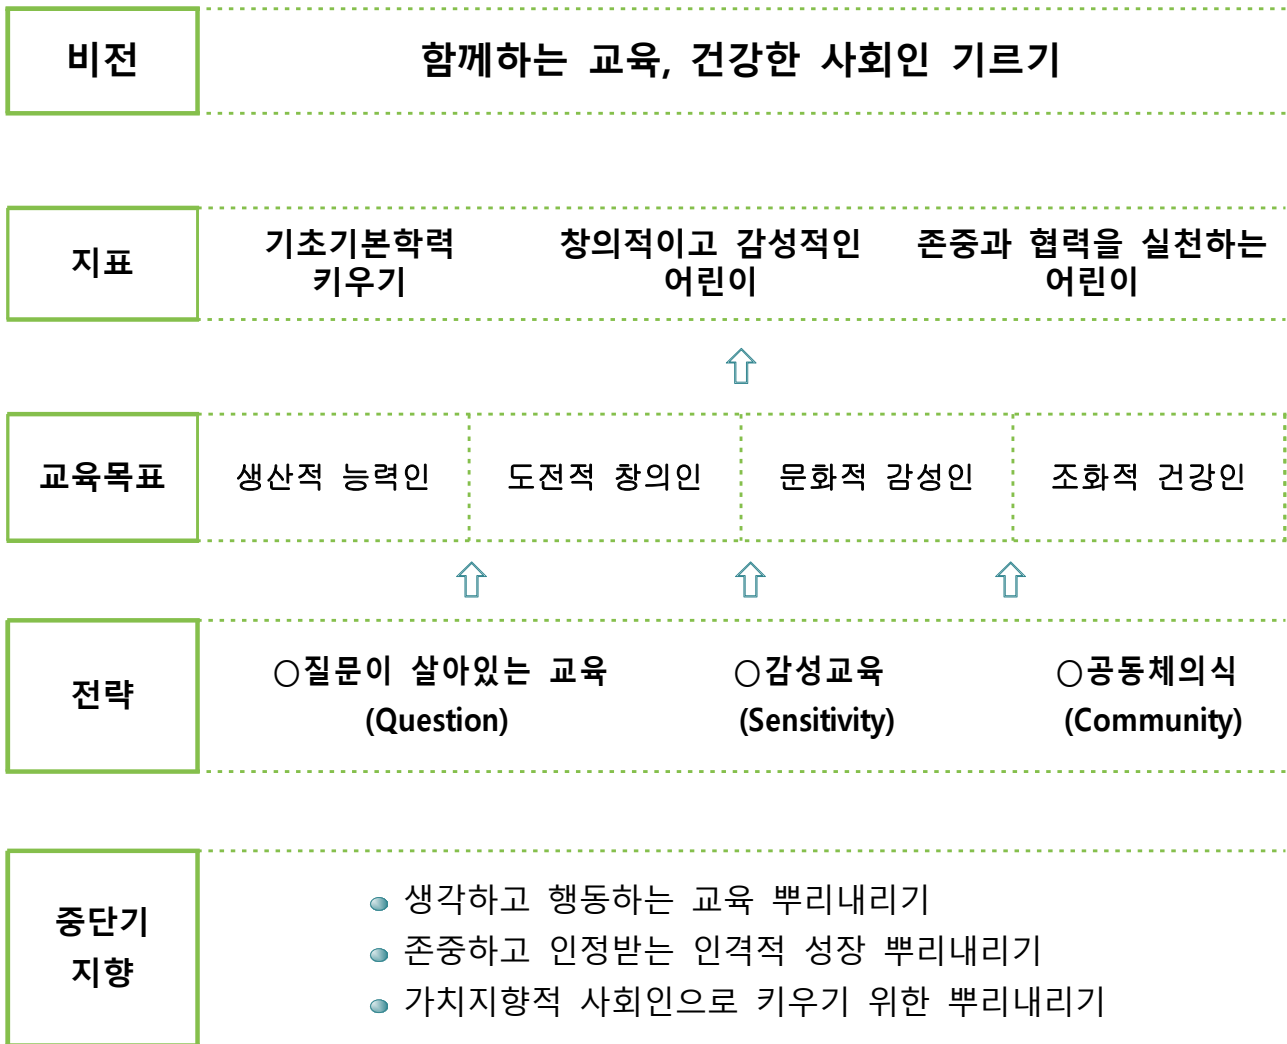 비전
함께하는 교육, 건강한 사회인 기르기
지표
기초기본학력
키우기
창의적이고 감성적인
어린이
존중과 협력을 실천하는
어린이
교육목표
생산적 능력인
도전적 창의인
문화적 감성인
조화적 건강인
전략
○질문이 살아있는 교육
(Question)
○감성교육
(Sensitivity)
○공동체의식
(Community)
중단기
지향
생각하고 행동하는 교육 뿌리내리기
존중하고 인정받는 인격적 성장 뿌리내리기
가치지향적 사회인으로 키우기 위한 뿌리내리기